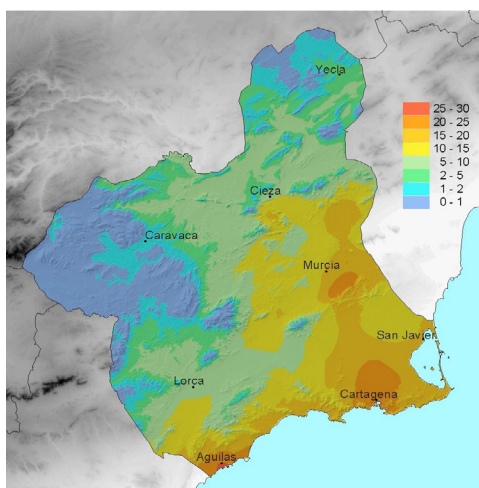 Yecla
25 - 30
20 - 25
15 - 20
10 - 15
5 - 10
2 - 5
1 - 2
0 - 1
Cieza
Caravaca
Murcia
San Javier
Lorca
Cartagena
Aguilas